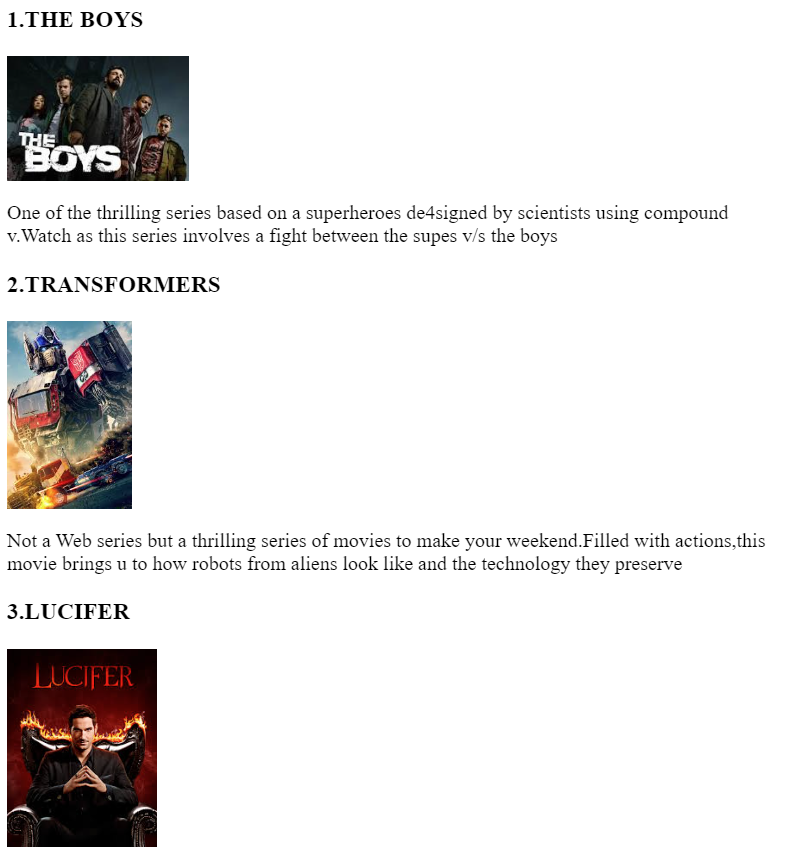 1.THE BOYS
THE
BOYS
One of the thrilling series based on a superheroes de4signed by scientists using compound
v.Watch as this series involves a fight between the supes v/s the boys
2.TRANSFORMERS
Not a Web series but a thrilling series of movies to make your weekend.Filled with actions,this
movie brings u to how robots from aliens look like and the technology they preserve
3.LUCIFER
LUCIFER